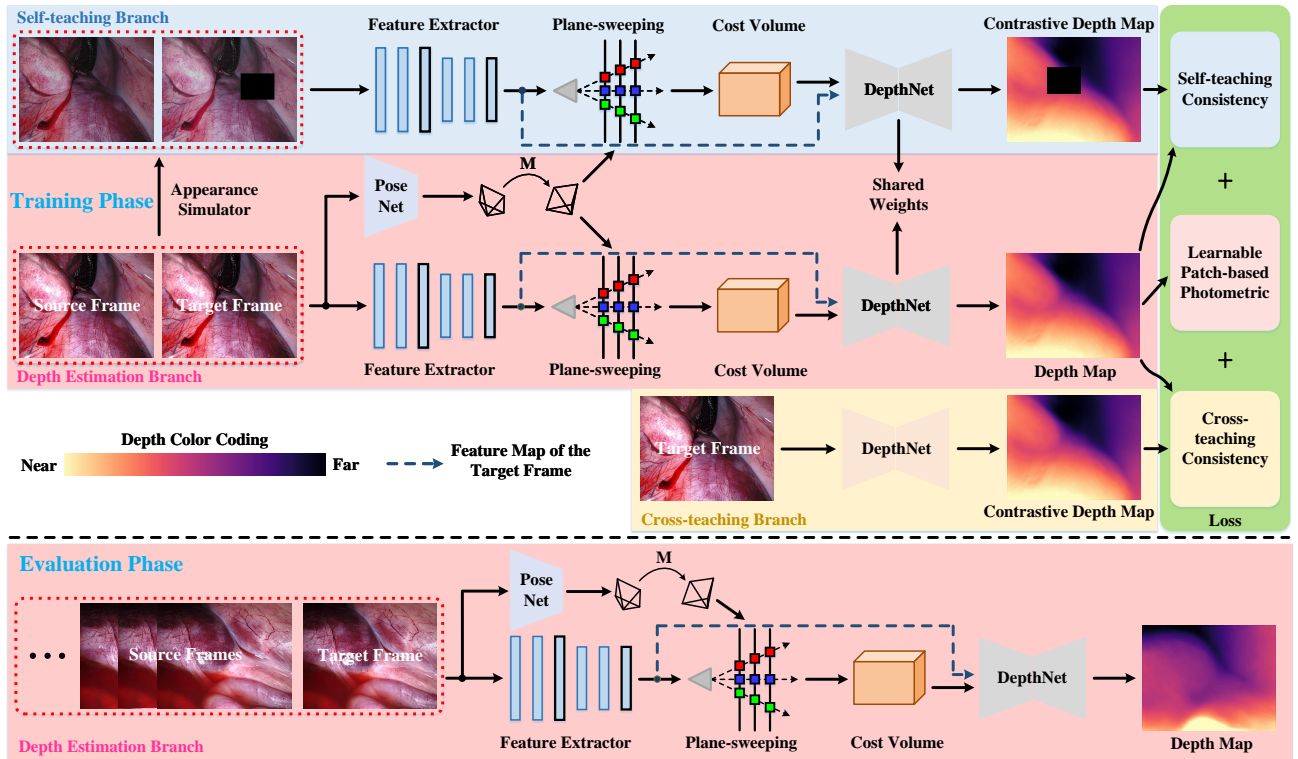 Self-teaching Branch
Feature Extractor
Plane-sweeping
Cost Volume
Contrastive Depth Map
DepthNet
Self-teaching
Consistency
Training Phase
Appearance
Simulator
Pose
Net
M
Shared
Weights
+
Source Frame
Target Frame
DepthNet
Learnable
Patch-based
Photometric
Depth Estimation Branch
Feature Extractor
Plane-sweeping
Cost Volume
Depth Map
+
Depth Color Coding
Near
Far
Feature Map of the
Target Frame
Target Frame
DepthNet
Cross-
teaching
Consistency
Cross-teaching Branch
Contrastive Depth Map
Loss
Evaluation Phase
Pose
Net
M
Source Frames
Target Frame
DepthNet
Depth Estimation Branch
Feature Extractor
Plane-sweeping
Cost Volume
Depth Map